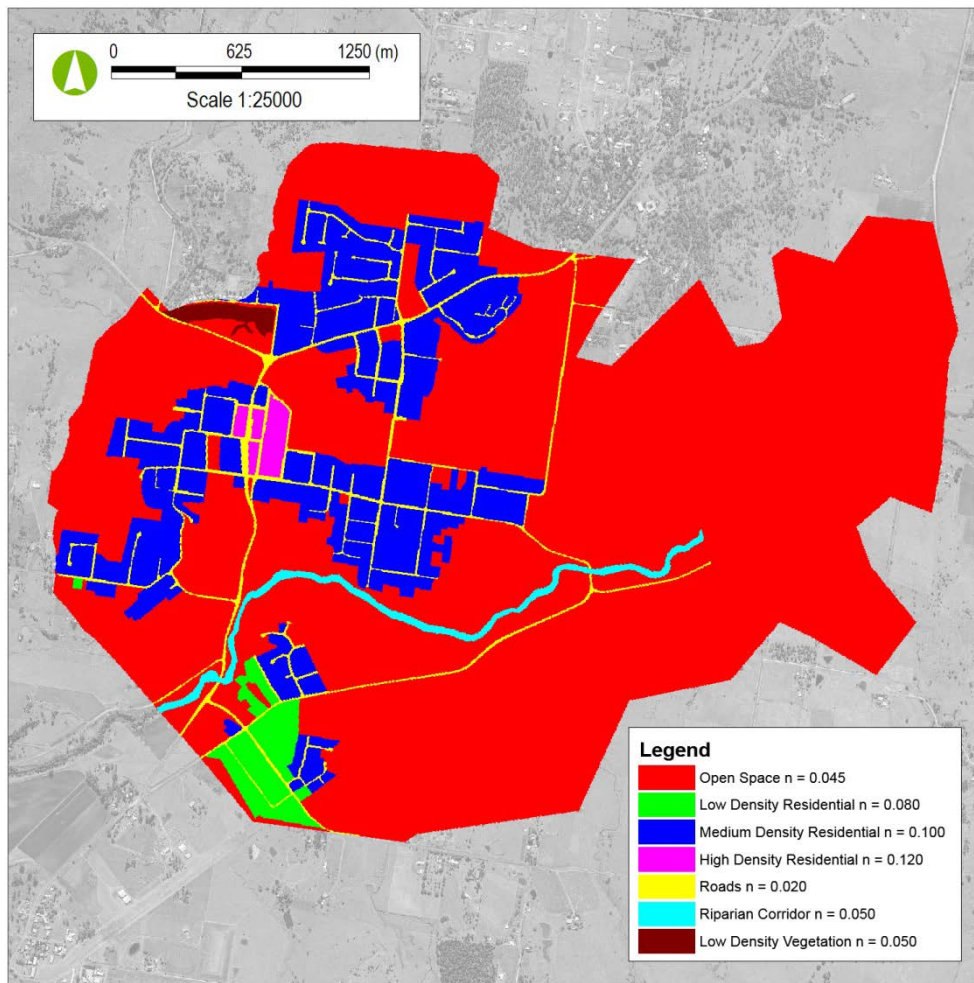 0 625 1250 (m)
Scale 1:25000
Legend
Open Space n = 0.045
Low Density Residential n = 0.080
Medium Density Residential n = 0.100
High Density Residential n = 0.120
Roads n = 0.020
Riparian Corridor n = 0.050
Low Density Vegetation n = 0.050